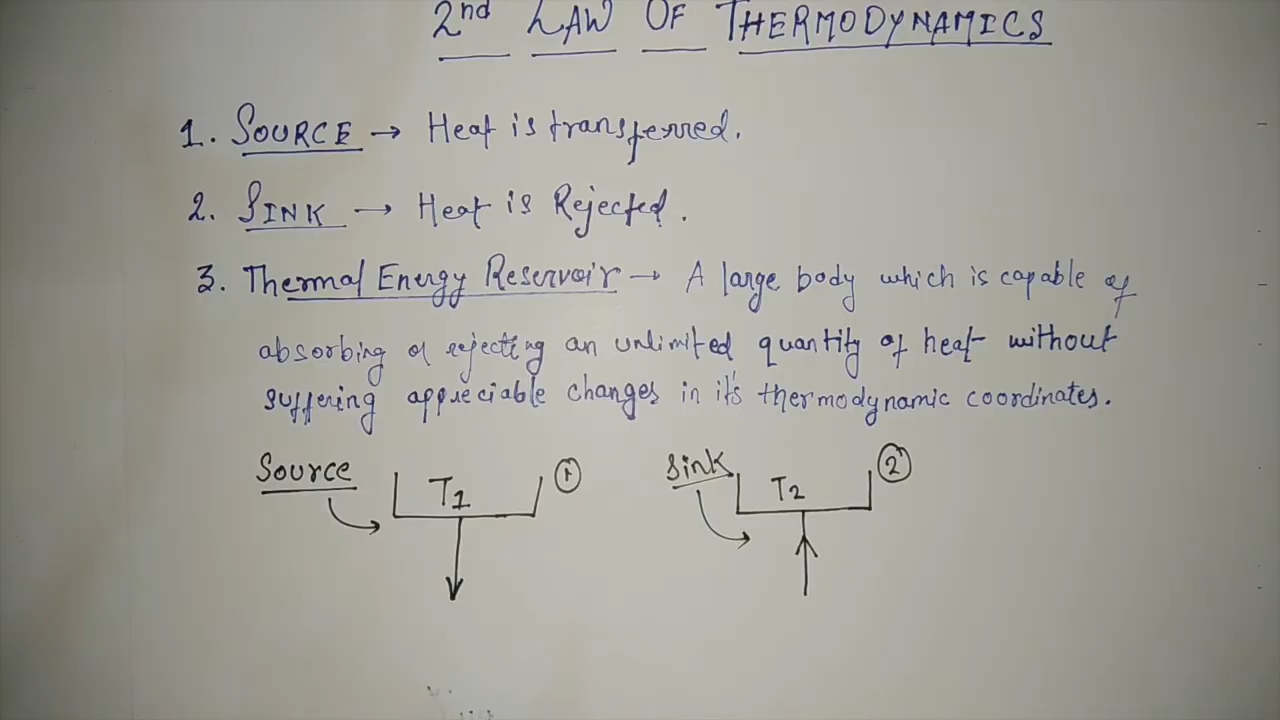 2nd LAW OF THERMODYNAMICS
1. SOURCE → Heat is transferred.
2. SINK → Heat is Rejected.
3. Thermal Energy Reservoir → A large body which is capable of
absorbing or rejecting an unlimited quantity of heat without
suffering appreciable changes in it's thermodynamic coordinates.
Source T1 1
Sink T2 2